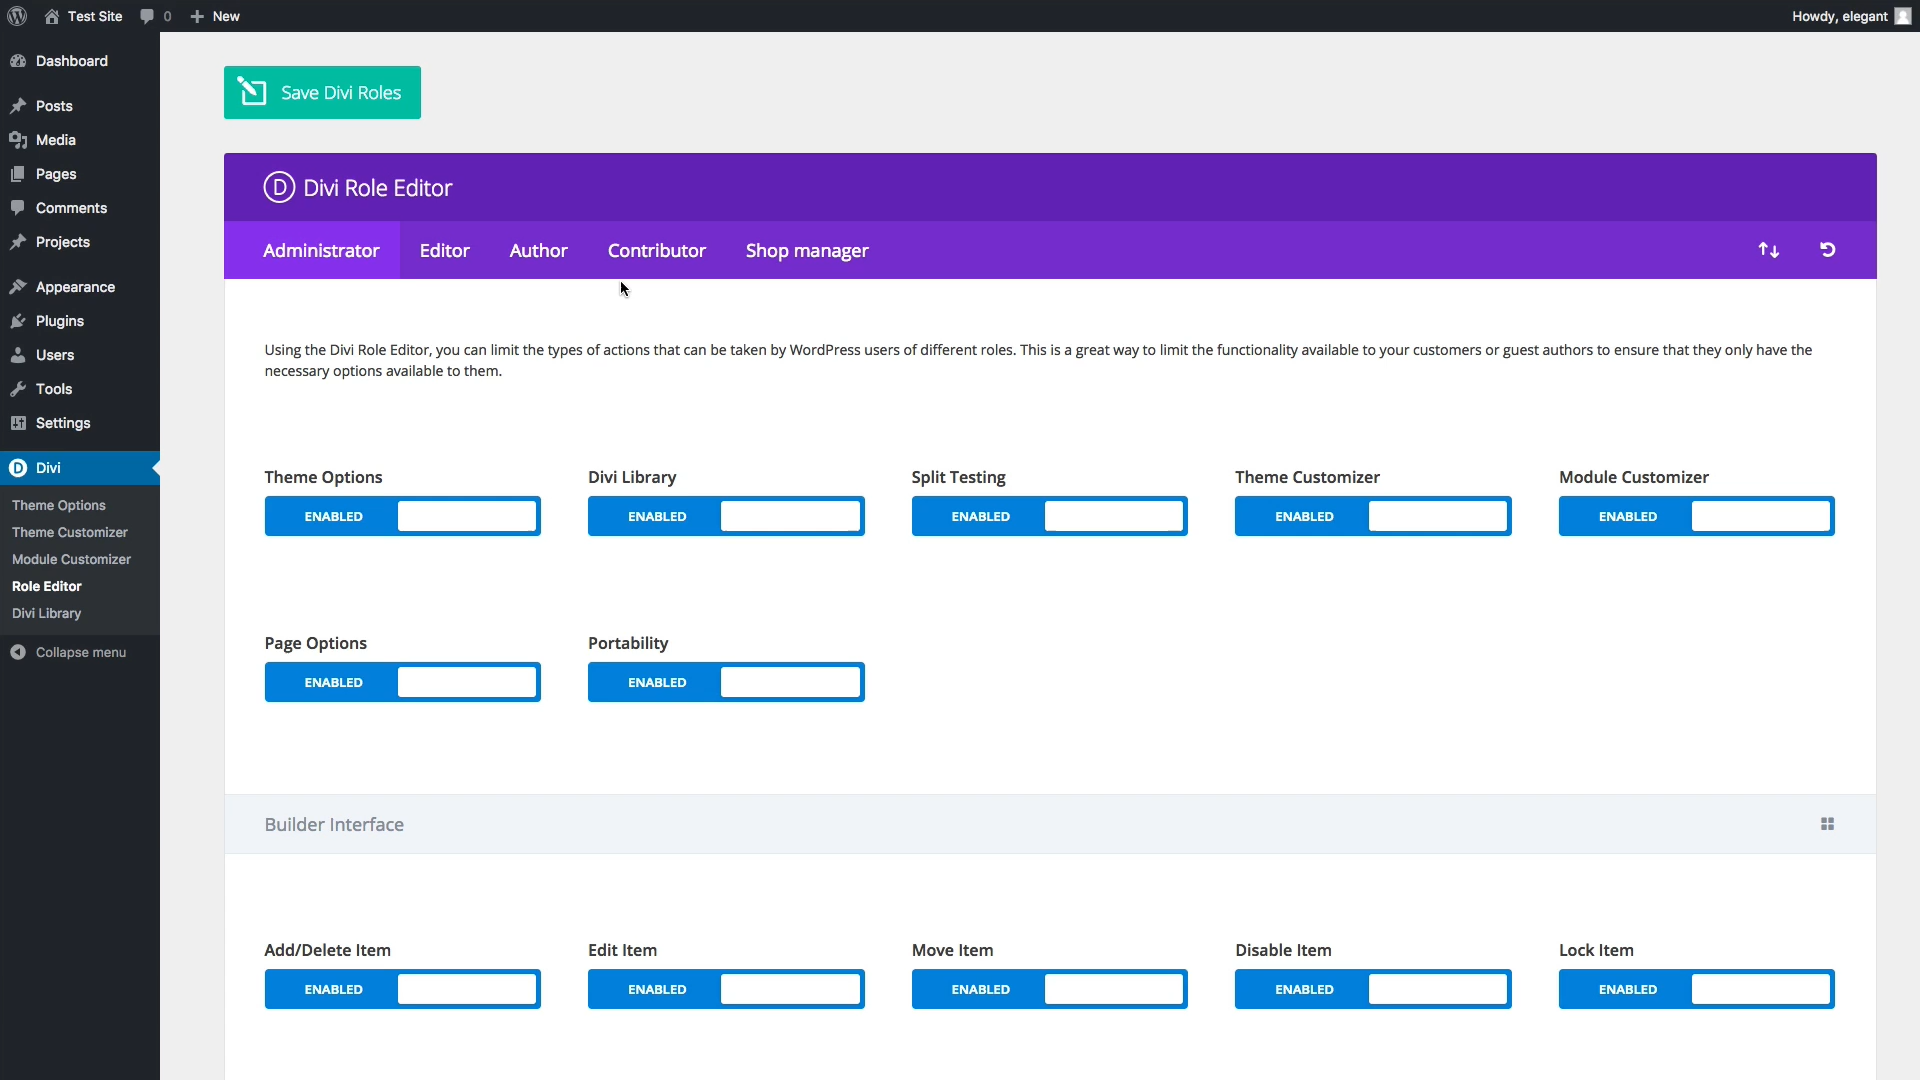 Test Site
0
New
Howdy, elegant
Dashboard
Posts
Media
Pages
Comments
Projects
Appearance
Plugins
Users
Tools
Settings
D Divi
Theme Options
Theme Customizer
Module Customizer
Role Editor
Divi Library
Collapse menu
Save Divi Roles
D Divi Role Editor
Administrator Editor Author Contributor Shop manager
Using the Divi Role Editor, you can limit the types of actions that can be taken by WordPress users of different roles. This is a great way to limit the functionality available to your customers or guest authors to ensure that they only have the
necessary options available to them.
Theme Options Divi Library Split Testing Theme Customizer Module Customizer
ENABLED ENABLED ENABLED ENABLED ENABLED
Page Options Portability
ENABLED ENABLED
Builder Interface
Add/Delete Item Edit Item Move Item Disable Item Lock Item
ENABLED ENABLED ENABLED ENABLED ENABLED